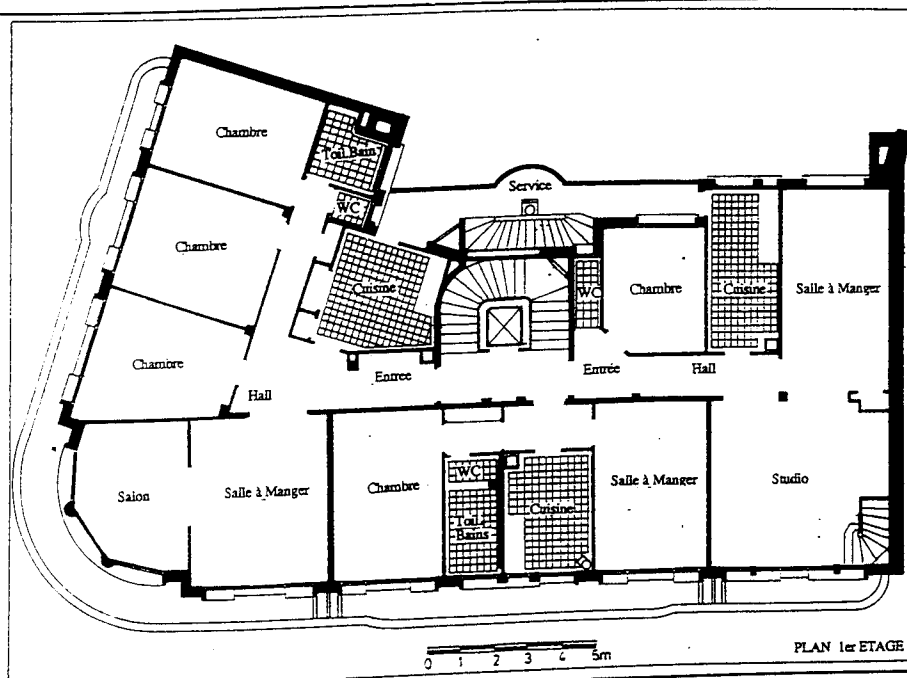 Chambre
Toil.Bain
WC
Service
Chambre
Cuisine
WC
Chambre
Cuisine
Salle à Manger
Chambre
Entree
Entrée
Hall
Hall
Salon
Salle à Manger
Chambre
WC
Toil.
Bains
Cuisine
Salle à Manger
Studio
0 1 2 3 4 5m
PLAN 1er ETAGE